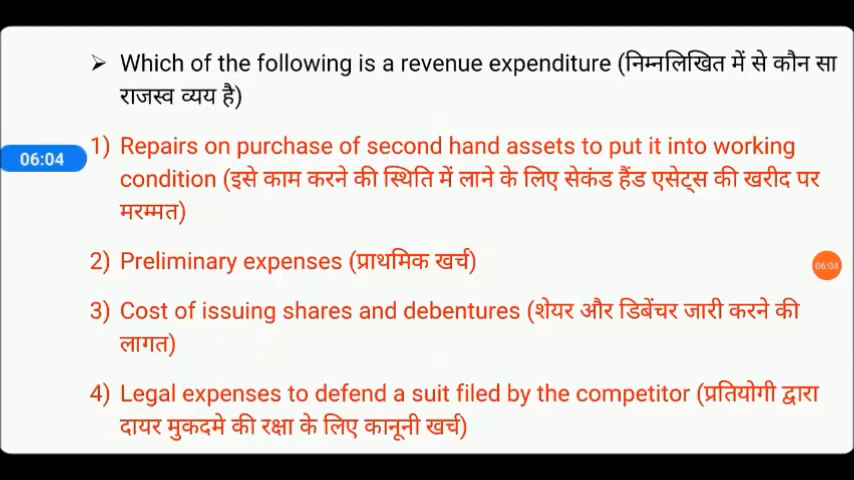 ➤ Which of the following is a revenue expenditure (निम्नलिखित में से कौन सा
राजस्व व्यय है)
1) Repairs on purchase of second hand assets to put it into working
06:04
condition (इसे काम करने की स्थिति में लाने के लिए सेकंड हैंड एसेट्स की खरीद पर
मरम्मत)
2) Preliminary expenses (प्राथमिक खर्च)
06:04
3) Cost of issuing shares and debentures (शेयर और डिबेंचर जारी करने की
लागत)
4) Legal expenses to defend a suit filed by the competitor (प्रतियोगी द्वारा
दायर मुकदमे की रक्षा के लिए कानूनी खर्च)